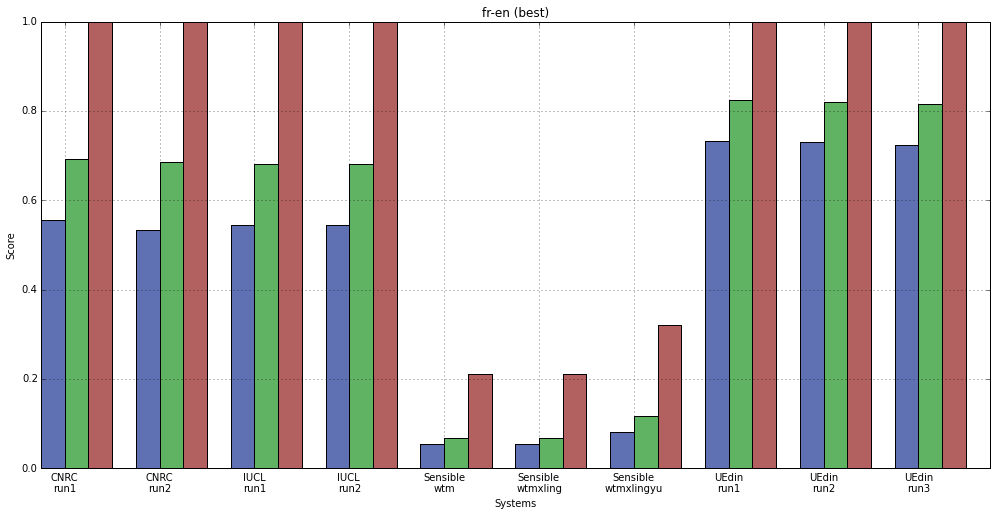 fr-en (best)
1.0
0.8
0.6
0.4
0.2
0.0
Score
CNRC CNRC IUCL IUCL Sensible Sensible Sensible UEdin UEdin UEdin
run1 run2 run1 run2 wtm wtmxling wtmxlingyu run1 run2 run3
Systems